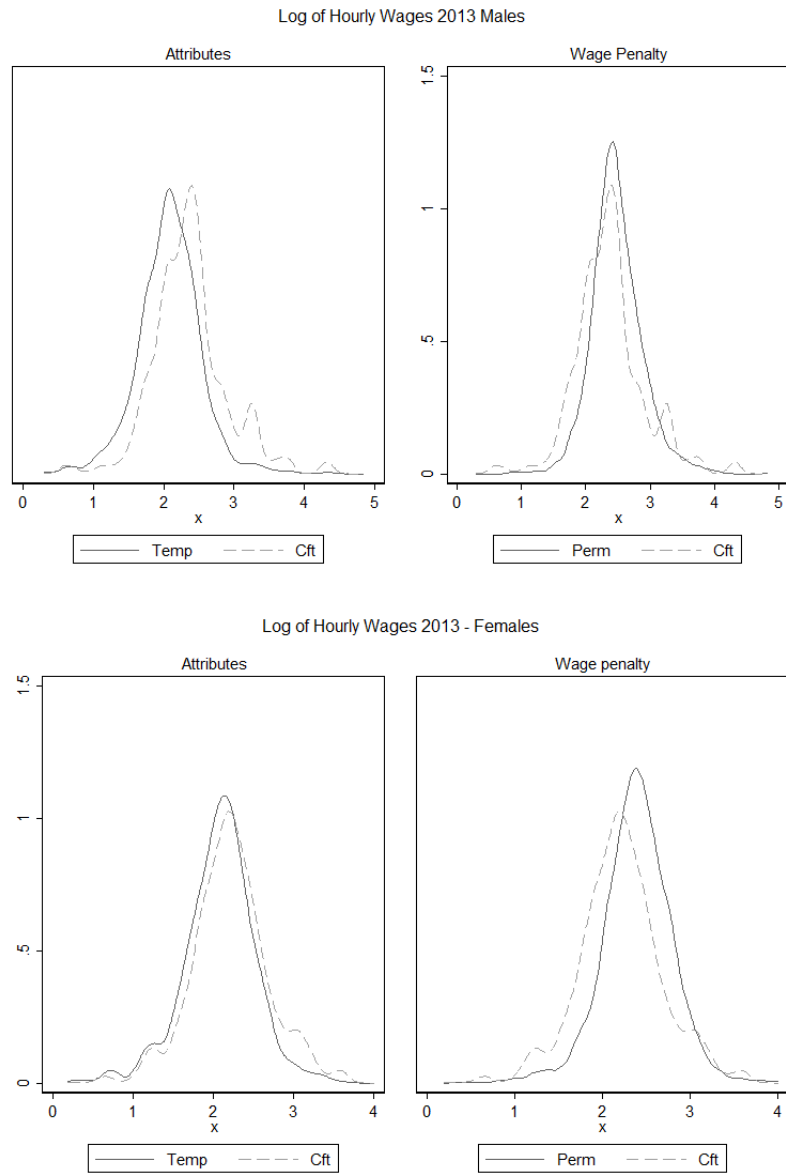 Log of Hourly Wages 2013 Males
Attributes
Wage Penalty
1.5
1
.5
0
0 1 2 3 4 5
x
0 1 2 3 4 5
x
Temp Cft
Perm Cft
Log of Hourly Wages 2013 - Females
Attributes
Wage penalty
1.5
1
.5
0
0 1 2 3 4
x
0 1 2 3 4
x
Temp Cft
Perm Cft